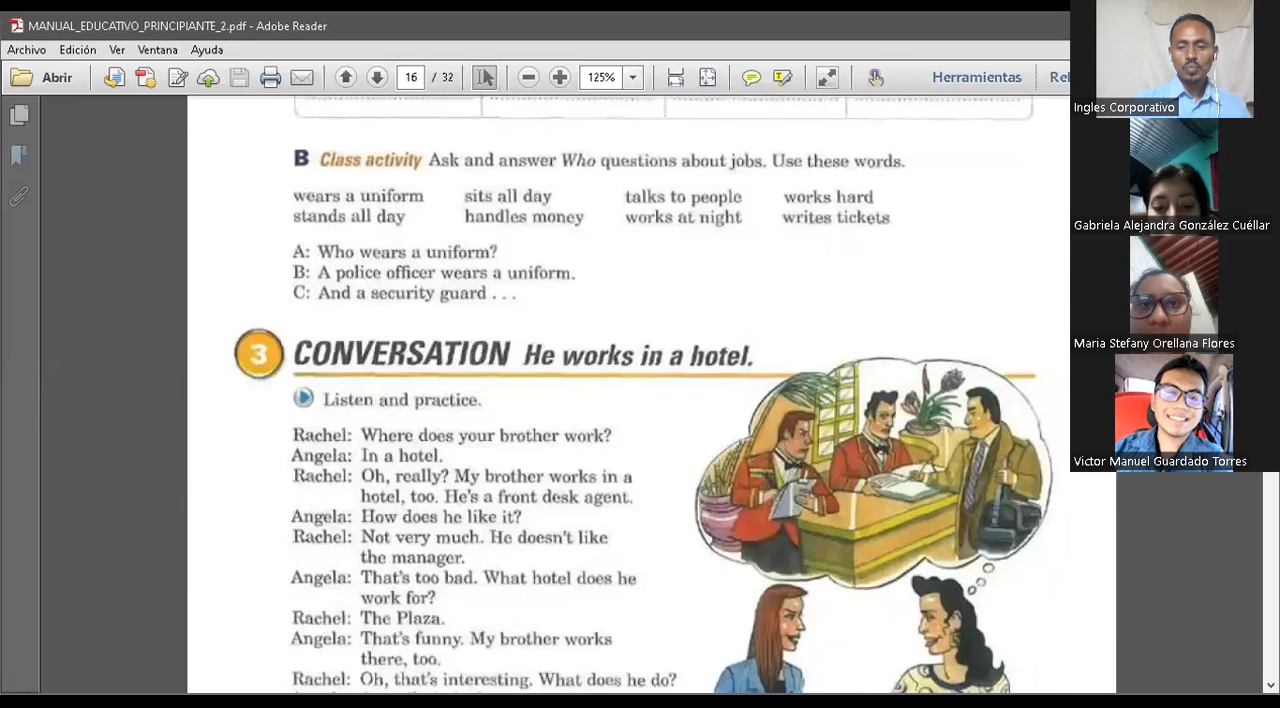 MANUAL_EDUCATIVO_PRINCIPIANTE_2.pdf - Adobe Reader
Archivo Edición Ver Ventana Ayuda
Abrir 16 / 32 125% Herramientas
B Class activity Ask and answer Who questions about jobs. Use these words.
wears a uniform sits all day talks to people works hard
stands all day handles money works at night writes tickets
A: Who wears a uniform?
B: A police officer wears a uniform.
C: And a security guard . . .
3 CONVERSATION He works in a hotel.
Listen and practice.
Rachel: Where does your brother work?
Angela: In a hotel.
Rachel: Oh, really? My brother works in a
hotel, too. He's a front desk agent.
Angela: How does he like it?
Rachel: Not very much. He doesn't like
the manager.
Angela: That's too bad. What hotel does he
work for?
Rachel: The Plaza.
Angela: That's funny. My brother works
there, too.
Rachel: Oh, that's interesting. What does he do?
Ingles Corporativo
Gabriela Alejandra González Cuéllar
Maria Stefany Orellana Flores
Victor Manuel Guardado Torres